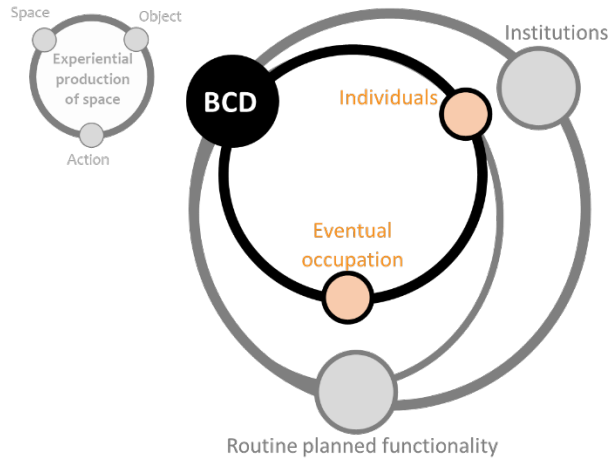 Space
Object
Experiential
production
of space
Action
Institutions
BCD
Individuals
Eventual
occupation
Routine planned functionality